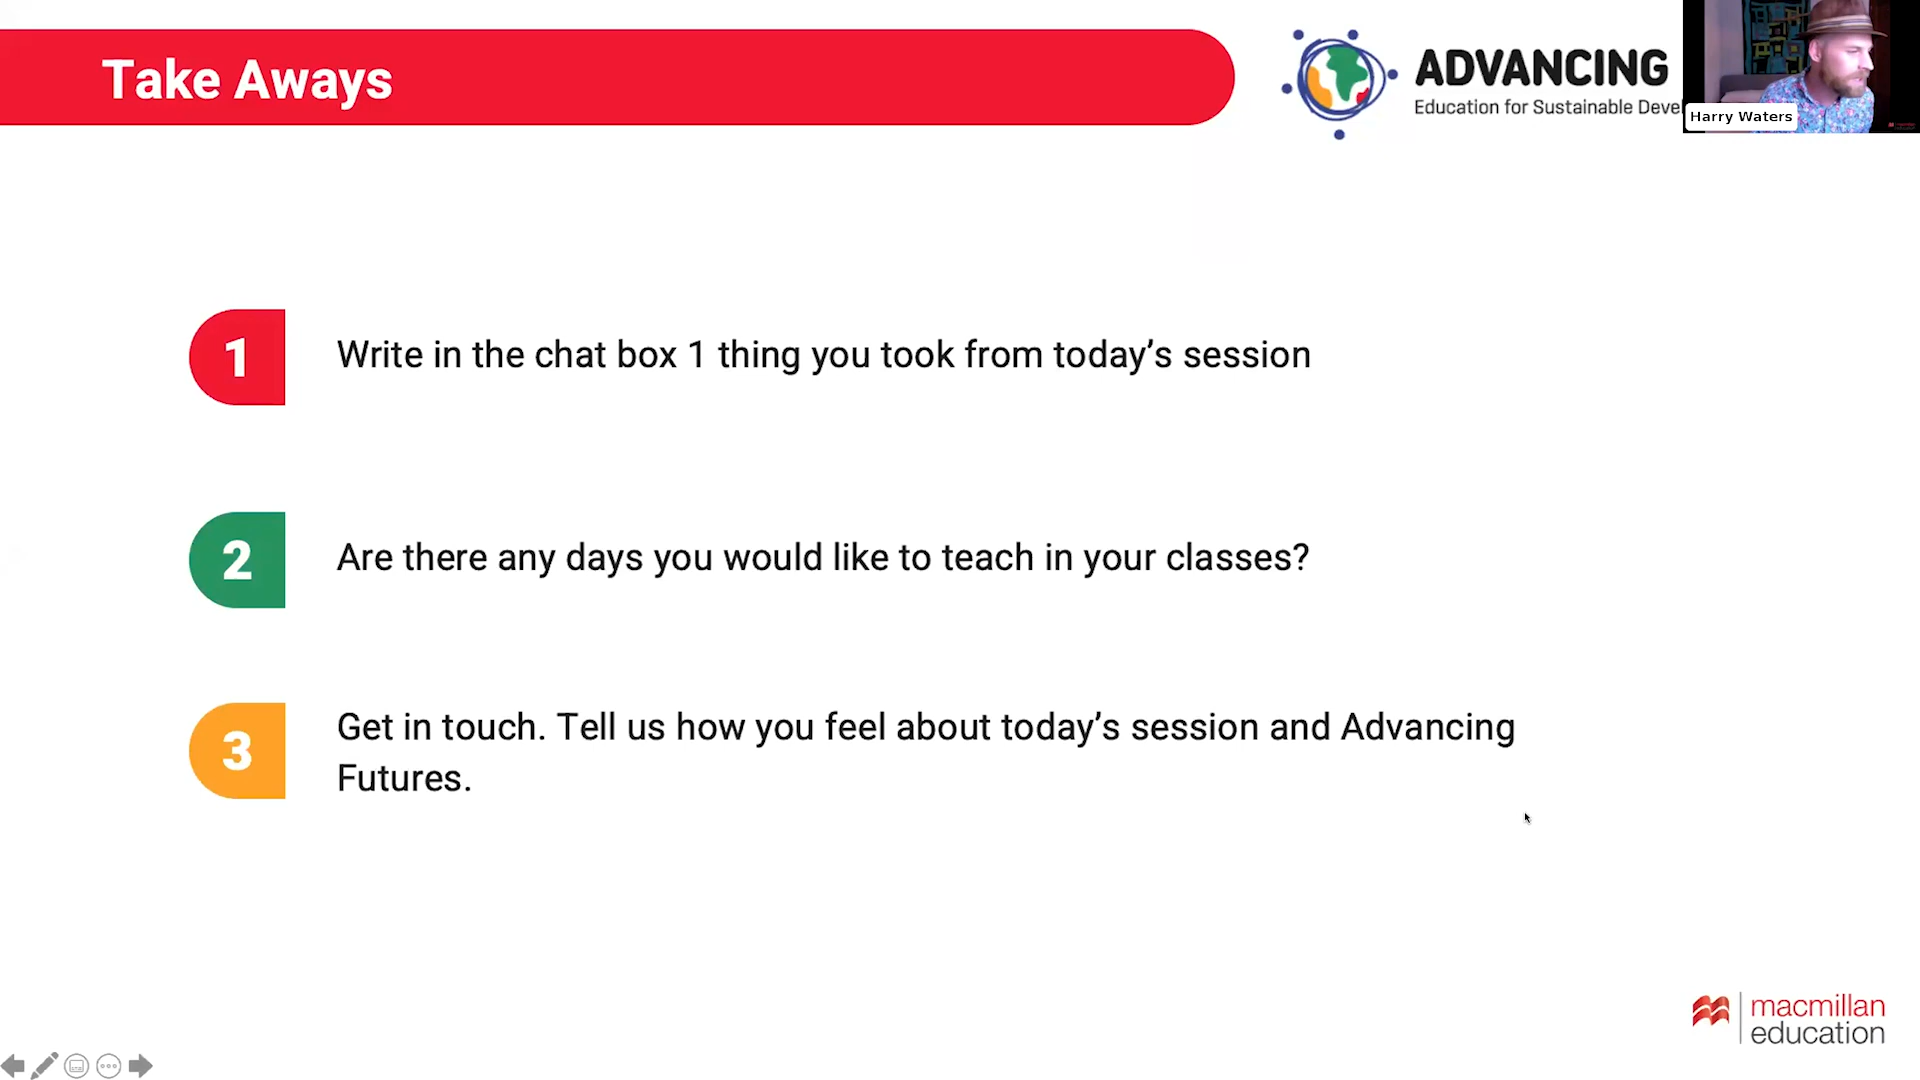 Take Aways
ADVANCING
Education for Sustainable
Harry Waters
1
Write in the chat box 1 thing you took from today’s session
2
Are there any days you would like to teach in your classes?
3
Get in touch. Tell us how you feel about today’s session and Advancing
Futures.
macmillan
education